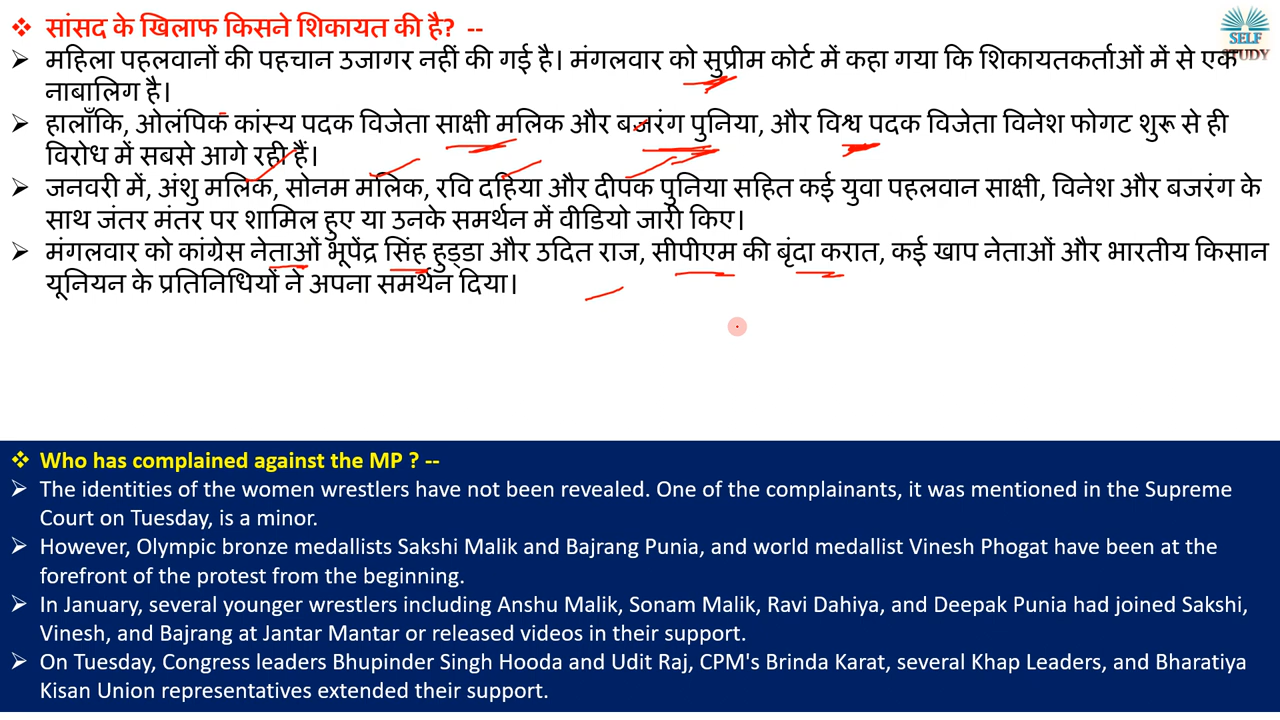 ❖ सांसद के खिलाफ किसने शिकायत की है? --
SELF
STUDY
➢ महिला पहलवानों की पहचान उजागर नहीं की गई है। मंगलवार को सुप्रीम कोर्ट में कहा गया कि शिकायतकर्ताओं में से एक
नाबालिग है।
➢ हालाँकि, ओलंपिक कांस्य पदक विजेता साक्षी मलिक और बजरंग पुनिया, और विश्व पदक विजेता विनेश फोगट शुरू से ही
विरोध में सबसे आगे रही हैं।
➢ जनवरी में, अंशु मलिक, सोनम मलिक, रवि दहिया और दीपक पुनिया सहित कई युवा पहलवान साक्षी, विनेश और बजरंग के
साथ जंतर मंतर पर शामिल हुए या उनके समर्थन में वीडियो जारी किए।
➢ मंगलवार को कांग्रेस नेताओं भूपेंद्र सिंह हुड्डा और उदित राज, सीपीएम की बृंदा करात, कई खाप नेताओं और भारतीय किसान
यूनियन के प्रतिनिधियों ने अपना समर्थन दिया।
❖ Who has complained against the MP ? --
➢ The identities of the women wrestlers have not been revealed. One of the complainants, it was mentioned in the Supreme
Court on Tuesday, is a minor.
➢ However, Olympic bronze medallists Sakshi Malik and Bajrang Punia, and world medallist Vinesh Phogat have been at the
forefront of the protest from the beginning.
➢ In January, several younger wrestlers including Anshu Malik, Sonam Malik, Ravi Dahiya, and Deepak Punia had joined Sakshi,
Vinesh, and Bajrang at Jantar Mantar or released videos in their support.
➢ On Tuesday, Congress leaders Bhupinder Singh Hooda and Udit Raj, CPM's Brinda Karat, several Khap Leaders, and Bharatiya
Kisan Union representatives extended their support.